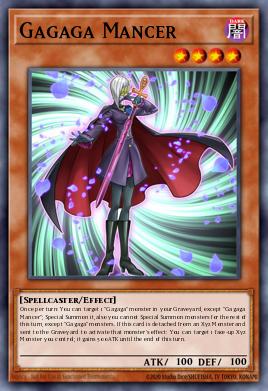 Gagaga Mancer
DARK
闇
[Spellcaster/Effect]
Once per turn: You can target 1 "Gagaga" monster in your Graveyard, except "Gagaga
Mancer"; Special Summon it, also you cannot Special Summon monsters for the rest of
this turn, except "Gagaga" monsters. If this card is detached from an Xyz Monster and
sent to the Graveyard to activate that monster's effect: You can target 1 face-up Xyz
Monster you control; it gains 500 ATK until the end of this turn.
ATK/ 100 DEF/ 100
©2020 Studio Dice/SHUEISHA, TV TOKYO, KONAMI